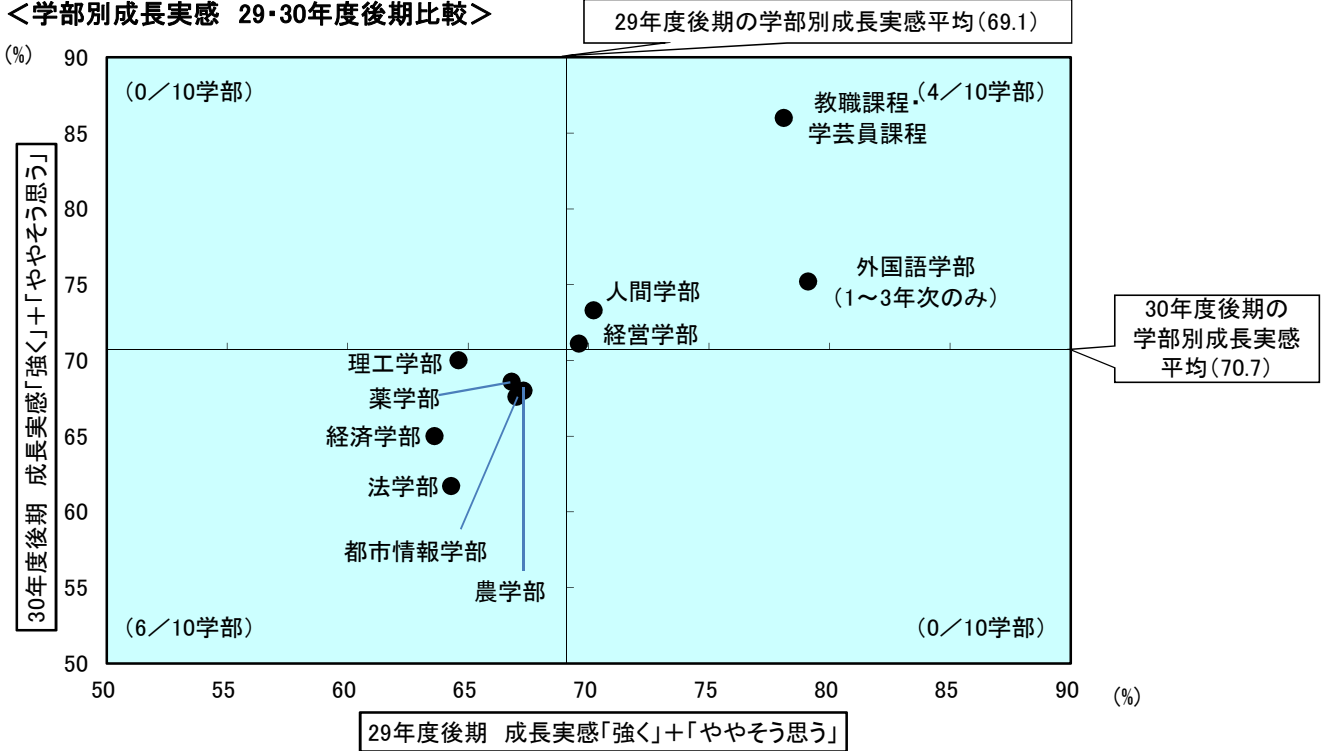 ＜学部別成長実感 29・30年度後期比較＞
29年度後期の学部別成長実感平均（69.1）
(%)
90
85
80
75
70
65
60
55
50
（0／10学部）
（4／10学部）
教職課程・
学芸員課程
外国語学部
（1～3年次のみ）
人間学部
経営学部
30年度後期の
学部別成長実感
平均（70.7）
理工学部
薬学部
経済学部
法学部
都市情報学部
農学部
（6／10学部）
（0／10学部）
30年度後期 成長実感「強く」＋「ややそう思う」
50 55 60 65 70 75 80 85 90
(%)
29年度後期 成長実感「強く」＋「ややそう思う」